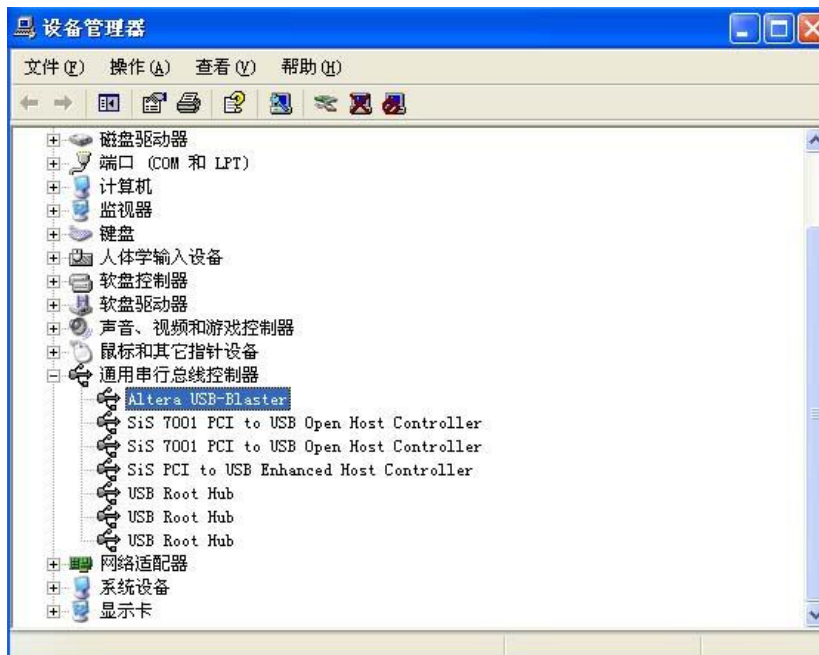 设备管理器
文件(F) 操作(A) 查看(V) 帮助(H)
磁盘驱动器
端口 (COM 和 LPT)
计算机
监视器
键盘
人体学输入设备
软盘控制器
软盘驱动器
声音、视频和游戏控制器
鼠标和其它指针设备
通用串行总线控制器
Altera USB-Blaster
SiS 7001 PCI to USB Open Host Controller
SiS 7001 PCI to USB Open Host Controller
SiS PCI to USB Enhanced Host Controller
USB Root Hub
USB Root Hub
USB Root Hub
网络适配器
系统设备
显示卡